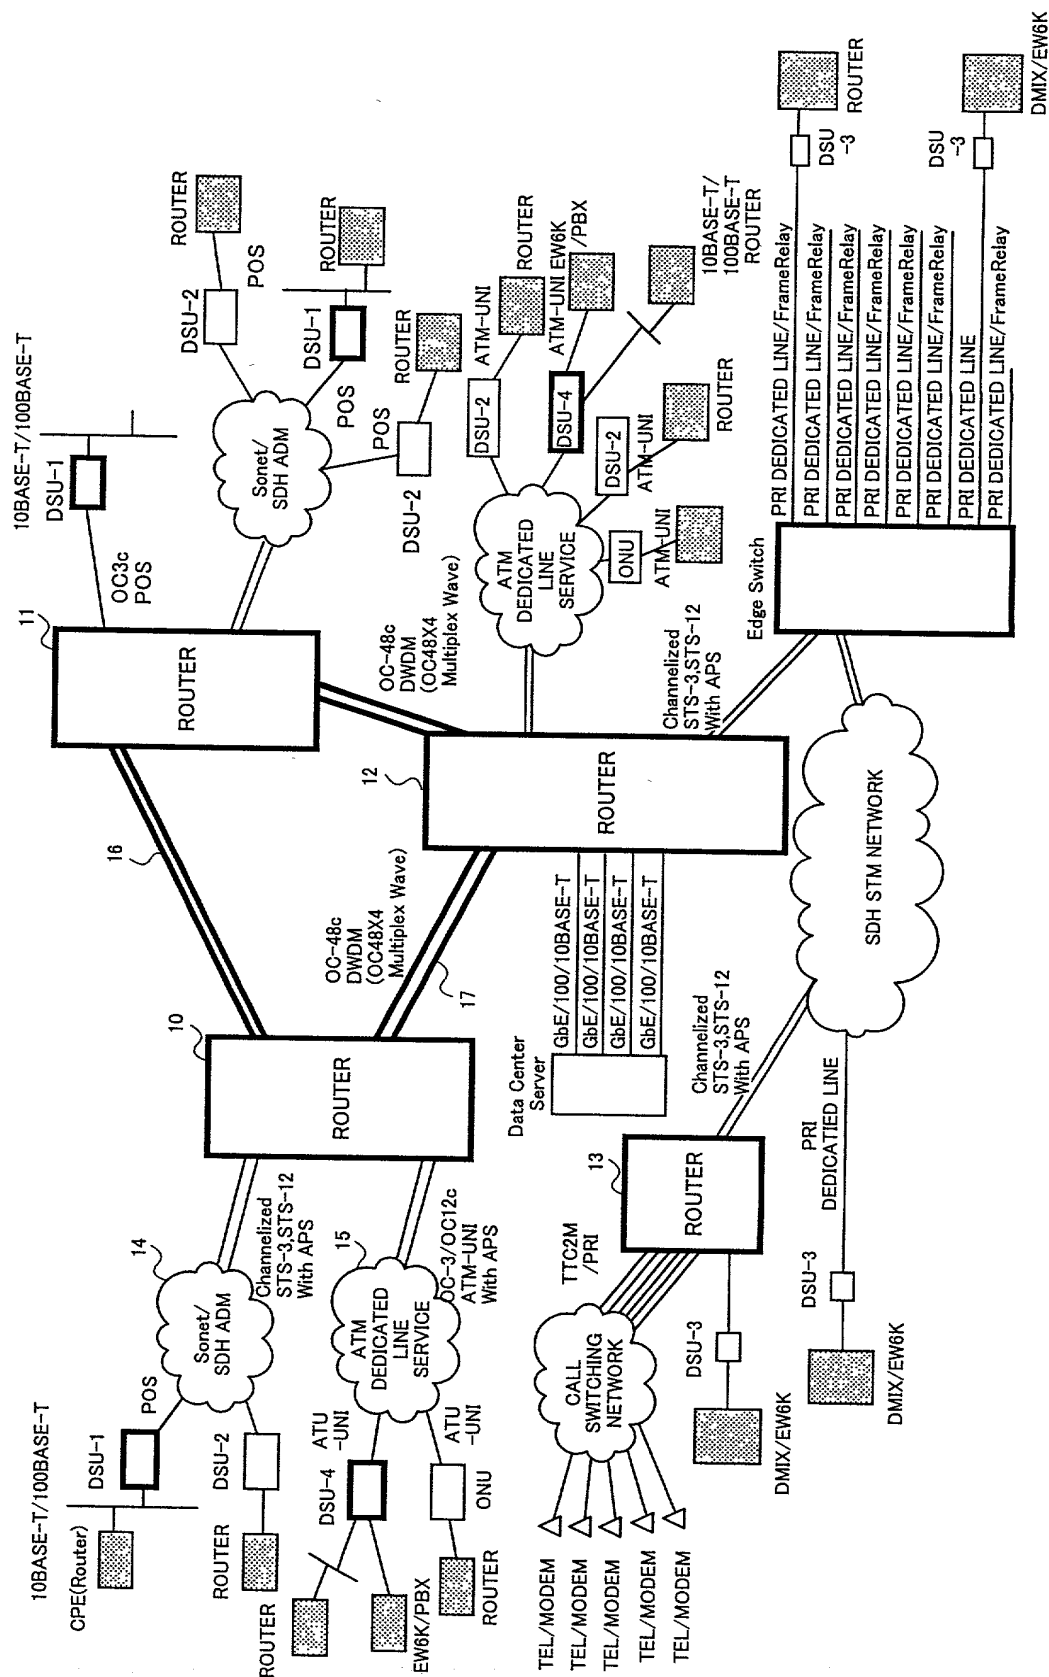 10BASE-T/100BASE-T
CPE(Router)
DSU-1
POS
ROUTER
DSU-2
Sonet/
SDH ADM
14
Channelized
STS-3,STS-12
With APS
ROUTER
DSU-4
ATU
-UNI
EW6K/PBX
ROUTER
ONU
ATU
-UNI
ATM
DEDICATED
LINE
SERVICE
15
OC-3/OC12c
ATM-UNI
With APS
10
ROUTER
16
OC-48c
DWDM
(OC48X4
Multiplex Wave)
17
11
ROUTER
OC3c
POS
DSU-1
10BASE-T/100BASE-T
Sonet/
SDH ADM
DSU-2
POS
ROUTER
DSU-1
POS
ROUTER
DSU-2
POS
ROUTER
OC-48c
DWDM
(OC48X4
Multiplex Wave)
12
ROUTER
ATM
DEDICATED
LINE
SERVICE
DSU-2
ATM-UNI
ROUTER
DSU-4
ATM-UNI
EW6K
/PBX
10BASE-T/
100BASE-T
ROUTER
DSU-2
ATM-UNI
ROUTER
ONU
ATM-UNI
Data Center
Server
GbE/100/10BASE-T
GbE/100/10BASE-T
GbE/100/10BASE-T
GbE/100/10BASE-T
Channelized
STS-3,STS-12
With APS
Edge Switch
PRI DEDICATED LINE/FrameRelay
PRI DEDICATED LINE/FrameRelay
PRI DEDICATED LINE/FrameRelay
PRI DEDICATED LINE/FrameRelay
PRI DEDICATED LINE/FrameRelay
PRI DEDICATED LINE/FrameRelay
PRI DEDICATED LINE
PRI DEDICATED LINE/FrameRelay
DSU
-3
ROUTER
DSU
-3
DMIX/EW6K
SDH STM NETWORK
Channelized
STS-3,STS-12
With APS
13
ROUTER
TTC2M
/PRI
CALL
SWITCHING
NETWORK
TEL/MODEM
TEL/MODEM
TEL/MODEM
TEL/MODEM
TEL/MODEM
DSU-3
DMIX/EW6K
PRI
DEDICATIED LINE
DSU-3
DMIX/EW6K